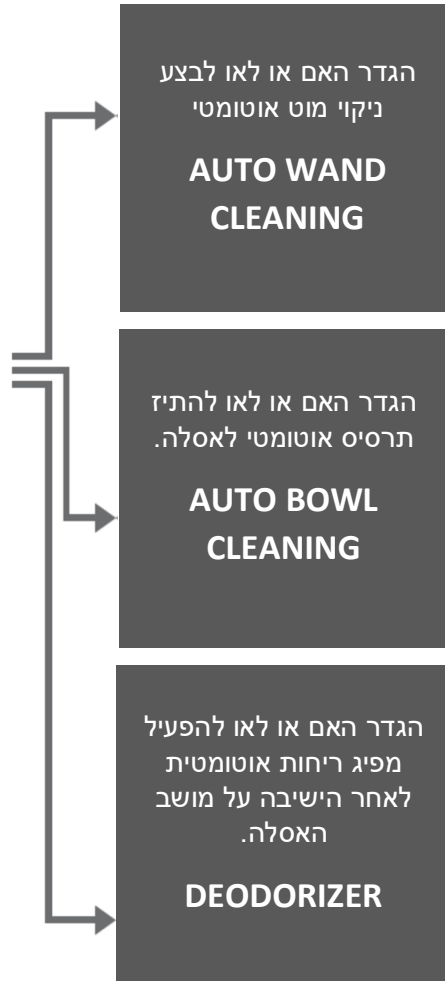 הגדר האם או לאו לבצע
ניקוי מוט אוטומטי
AUTO WAND
CLEANING
הגדר האם או לאו להתיז
תרסיס אוטומטי לאסלה.
AUTO BOWL
CLEANING
הגדר האם או לאו להפעיל
מפיג ריחות אוטומטית
לאחר הישיבה על מושב
האסלה.
DEODORIZER